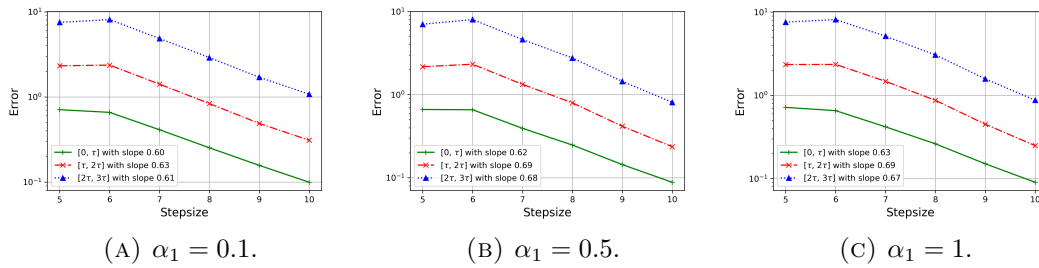 Error
10¹
10⁰
10⁻¹
[0, τ] with slope 0.60
[τ, 2τ] with slope 0.63
[2τ, 3τ] with slope 0.61
5 6 7 8 9 10
Stepsize
(A) α₁ = 0.1.
Error
10¹
10⁰
10⁻¹
[0, τ] with slope 0.62
[τ, 2τ] with slope 0.69
[2τ, 3τ] with slope 0.68
5 6 7 8 9 10
Stepsize
(B) α₁ = 0.5.
Error
10¹
10⁰
10⁻¹
[0, τ] with slope 0.63
[τ, 2τ] with slope 0.69
[2τ, 3τ] with slope 0.67
5 6 7 8 9 10
Stepsize
(C) α₁ = 1.